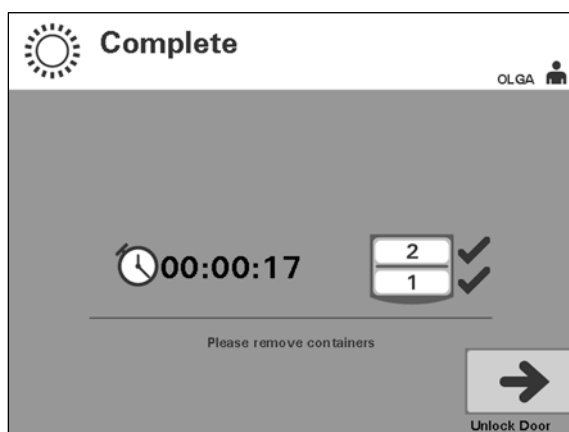 Complete
OLGA
00:00:17
2
1
Please remove containers
Unlock Door